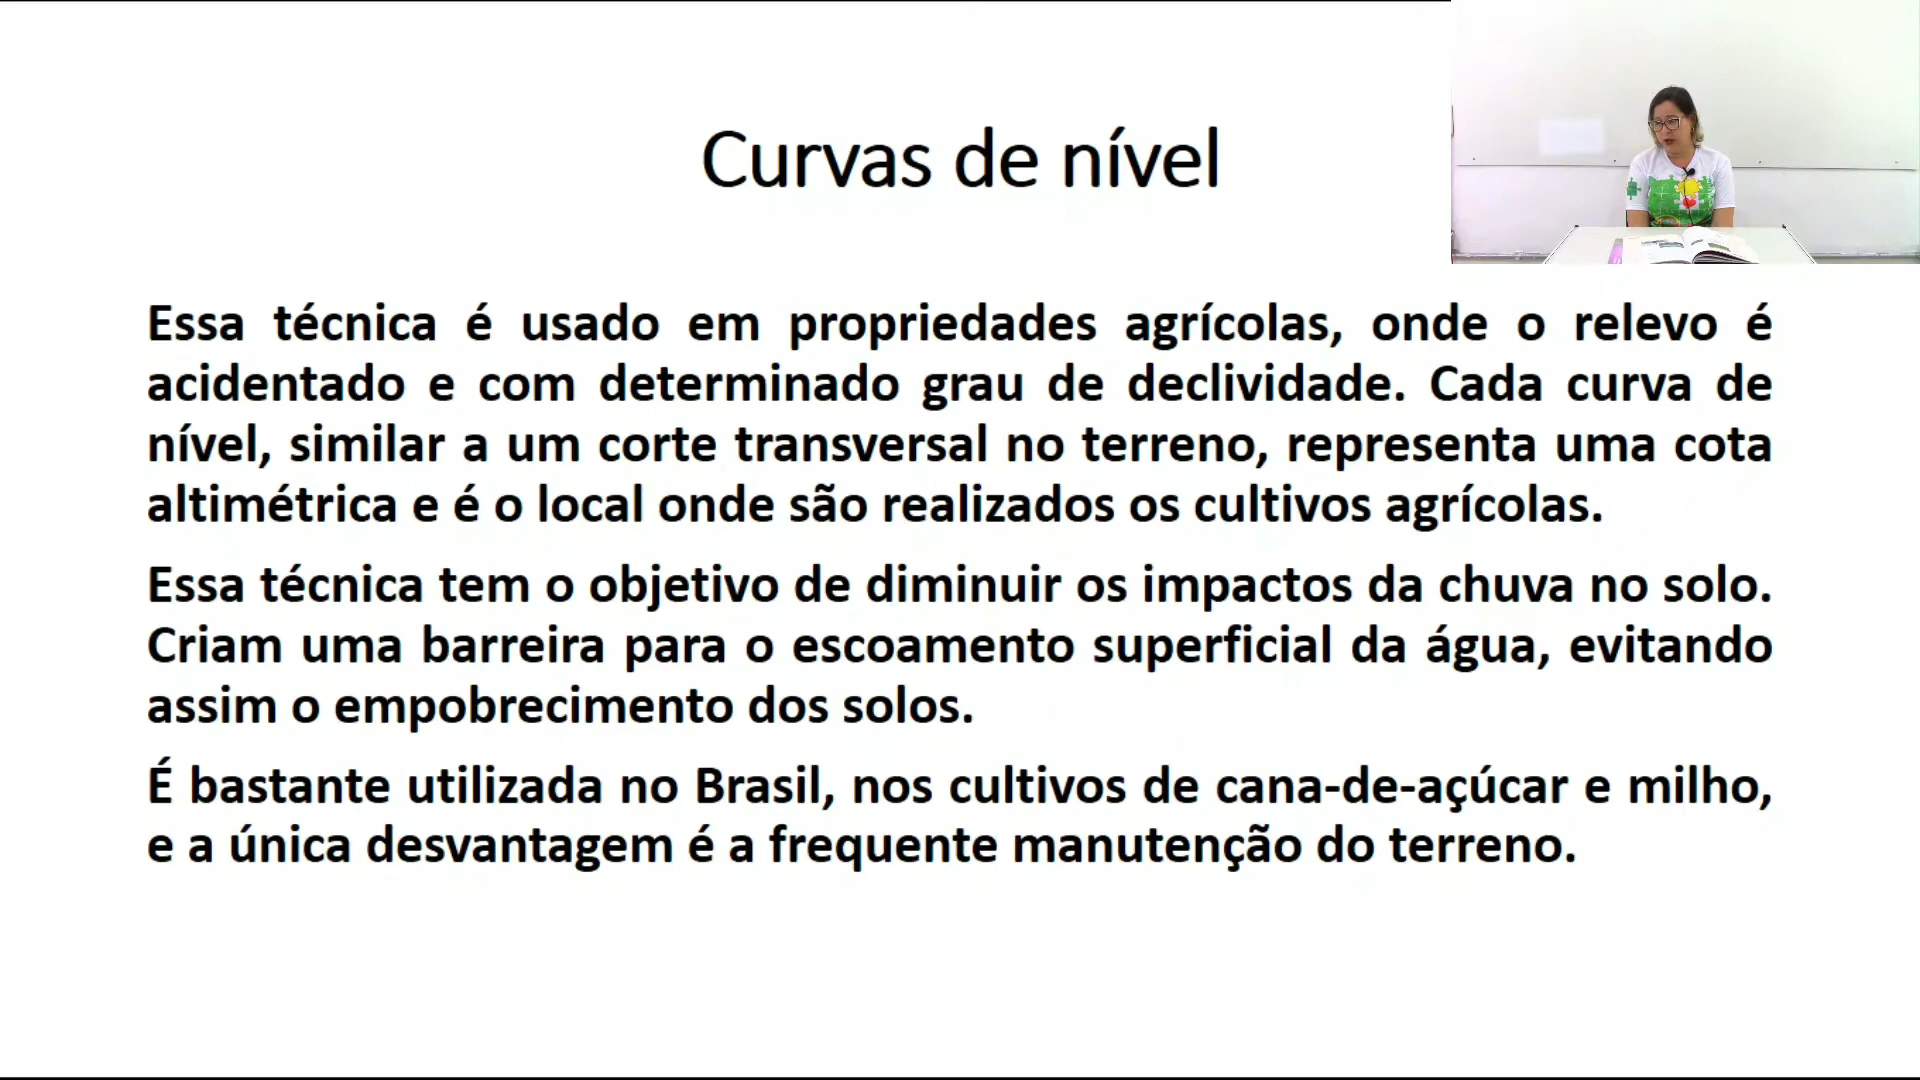 Curvas de nível
Essa técnica é usado em propriedades agrícolas, onde o relevo é
acidentado e com determinado grau de declividade. Cada curva de
nível, similar a um corte transversal no terreno, representa uma cota
altimétrica e é o local onde são realizados os cultivos agrícolas.
Essa técnica tem o objetivo de diminuir os impactos da chuva no solo.
Criam uma barreira para o escoamento superficial da água, evitando
assim o empobrecimento dos solos.
É bastante utilizada no Brasil, nos cultivos de cana-de-açúcar e milho,
e a única desvantagem é a frequente manutenção do terreno.